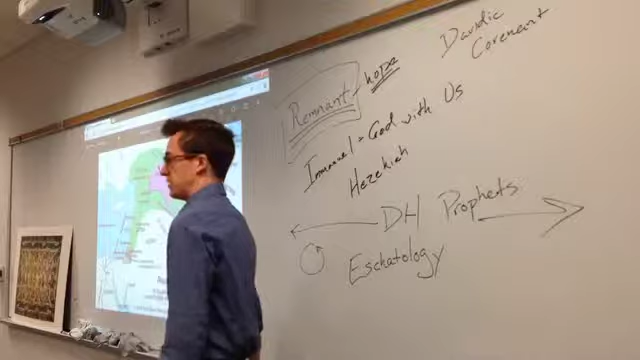 Davidic
Covenant
Remnant - hope
Immanuel = God with Us
Hezekiah
DH Prophets
Eschatology